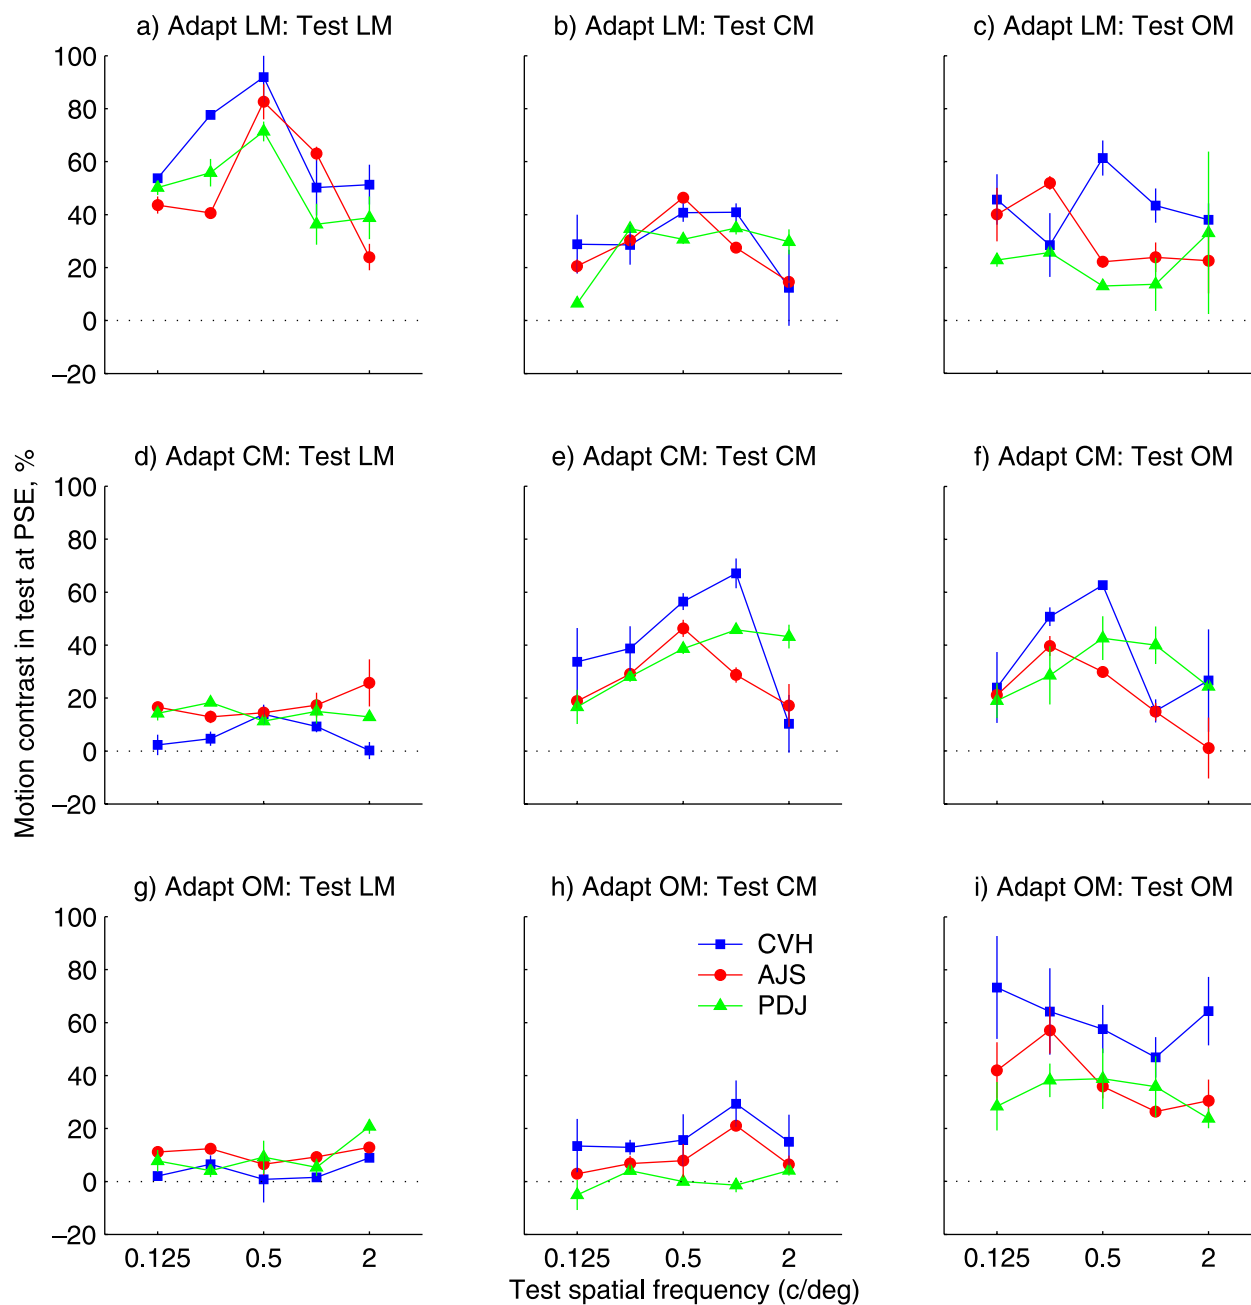 a) Adapt LM: Test LM
b) Adapt LM: Test CM
c) Adapt LM: Test OM
100
80
60
40
20
0
−20
d) Adapt CM: Test LM
e) Adapt CM: Test CM
f) Adapt CM: Test OM
Motion contrast in test at PSE, %
100
80
60
40
20
0
−20
g) Adapt OM: Test LM
h) Adapt OM: Test CM
i) Adapt OM: Test OM
100
80
60
40
20
0
−20
CVH
AJS
PDJ
0.125 0.5 2
0.125 0.5 2
0.125 0.5 2
Test spatial frequency (c/deg)